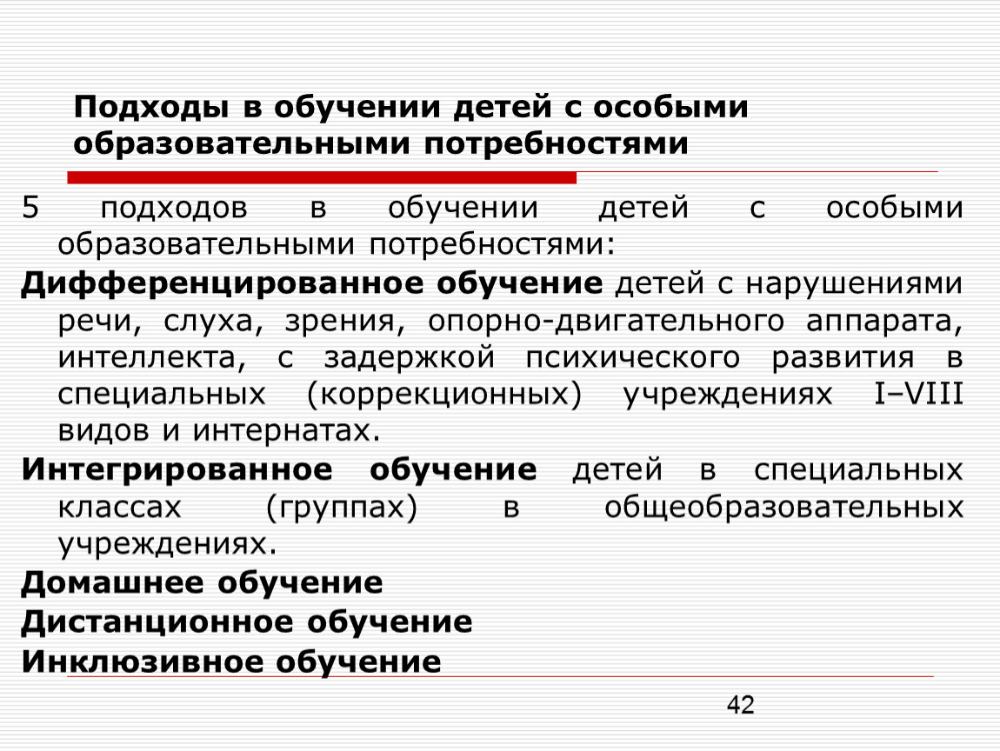 Подходы в обучении детей с особыми
образовательными потребностями
5 подходов в обучении детей с особыми
образовательными потребностями:
Дифференцированное обучение детей с нарушениями
речи, слуха, зрения, опорно-двигательного аппарата,
интеллекта, с задержкой психического развития в
специальных (коррекционных) учреждениях I–VIII
видов и интернатах.
Интегрированное обучение детей в специальных
классах (группах) в общеобразовательных
учреждениях.
Домашнее обучение
Дистанционное обучение
Инклюзивное обучение
42